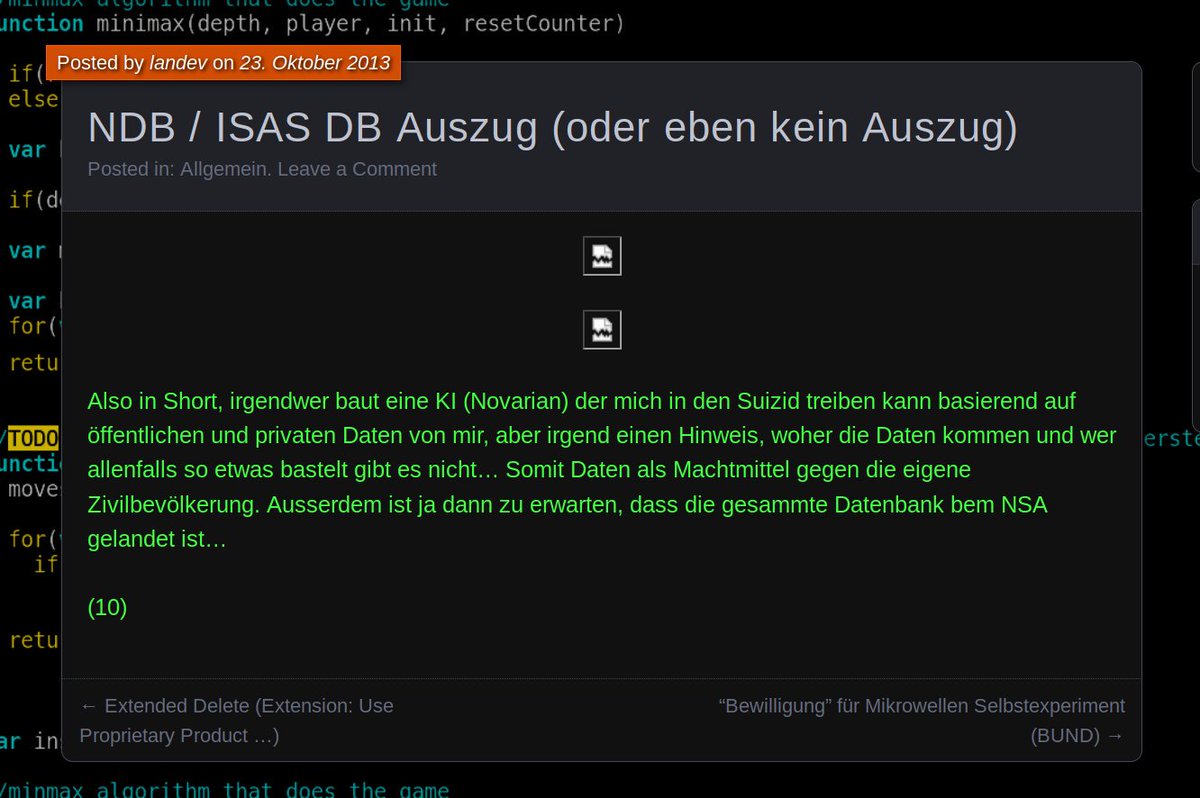 /minmax algorithm that does the game
unction minimax(depth, player, init, resetCounter)
Posted by landev on 23. Oktober 2013
if(
else
NDB / ISAS DB Auszug (oder eben kein Auszug)
var
Posted in: Allgemein. Leave a Comment
if(de
var
var
for(
retu
Also in Short, irgendwer baut eine KI (Novarian) der mich in den Suizid treiben kann basierend auf
öffentlichen und privaten Daten von mir, aber irgend einen Hinweis, woher die Daten kommen und wer
/TODO
erste
unctio
allenfalls so etwas bastelt gibt es nicht… Somit Daten als Machtmittel gegen die eigene
moves
Zivilbevölkerung. Ausserdem ist ja dann zu erwarten, dass die gesammte Datenbank bem NSA
for(
gelandet ist…
if
(10)
retu
← Extended Delete (Extension: Use
Proprietary Product …)
“Bewilligung” für Mikrowellen Selbstexperiment
(BUND) →
ar ins
/minmax algorithm that does the game